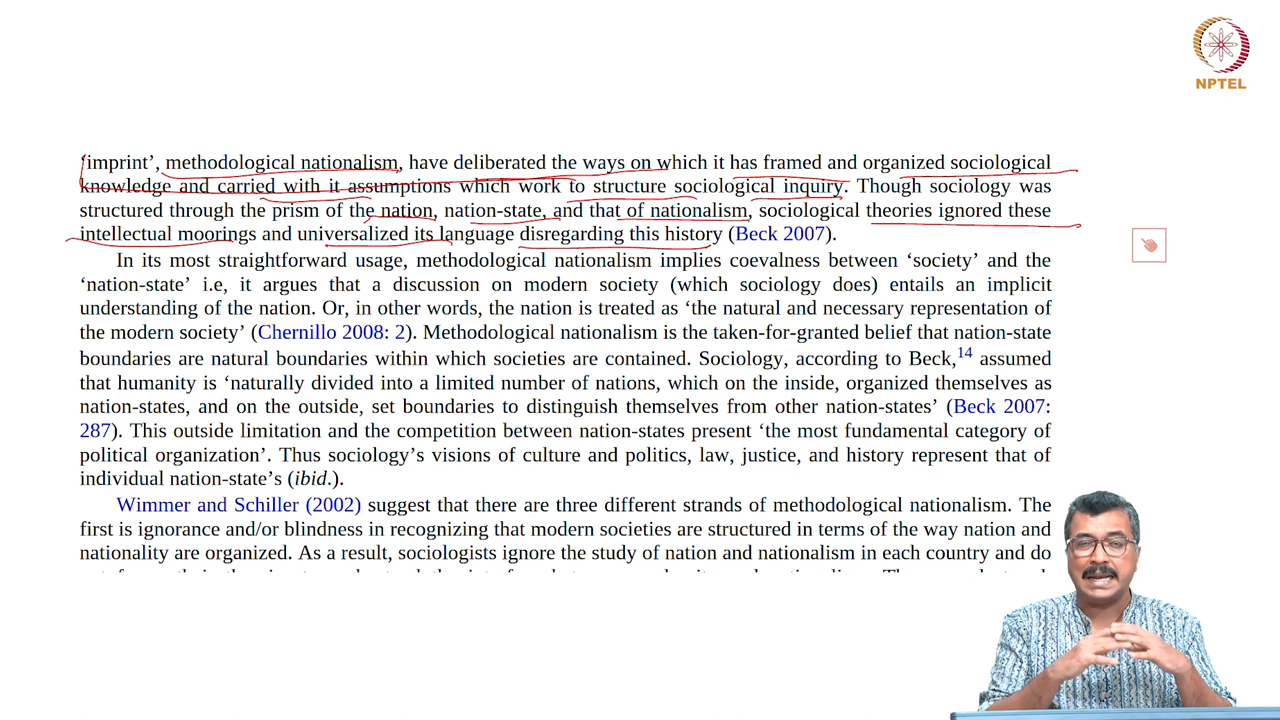 NPTEL
‘imprint’, methodological nationalism, have deliberated the ways on which it has framed and organized sociological
knowledge and carried with it assumptions which work to structure sociological inquiry. Though sociology was
structured through the prism of the nation, nation-state, and that of nationalism, sociological theories ignored these
intellectual moorings and universalized its language disregarding this history (Beck 2007).
In its most straightforward usage, methodological nationalism implies coevalness between ‘society’ and the
‘nation-state’ i.e, it argues that a discussion on modern society (which sociology does) entails an implicit
understanding of the nation. Or, in other words, the nation is treated as ‘the natural and necessary representation of
the modern society’ (Chernillo 2008: 2). Methodological nationalism is the taken-for-granted belief that nation-state
boundaries are natural boundaries within which societies are contained. Sociology, according to Beck,14 assumed
that humanity is ‘naturally divided into a limited number of nations, which on the inside, organized themselves as
nation-states, and on the outside, set boundaries to distinguish themselves from other nation-states’ (Beck 2007:
287). This outside limitation and the competition between nation-states present ‘the most fundamental category of
political organization’. Thus sociology’s visions of culture and politics, law, justice, and history represent that of
individual nation-state’s (ibid.).
Wimmer and Schiller (2002) suggest that there are three different strands of methodological nationalism. The
first is ignorance and/or blindness in recognizing that modern societies are structured in terms of the way nation and
nationality are organized. As a result, sociologists ignore the study of nation and nationalism in each country and do